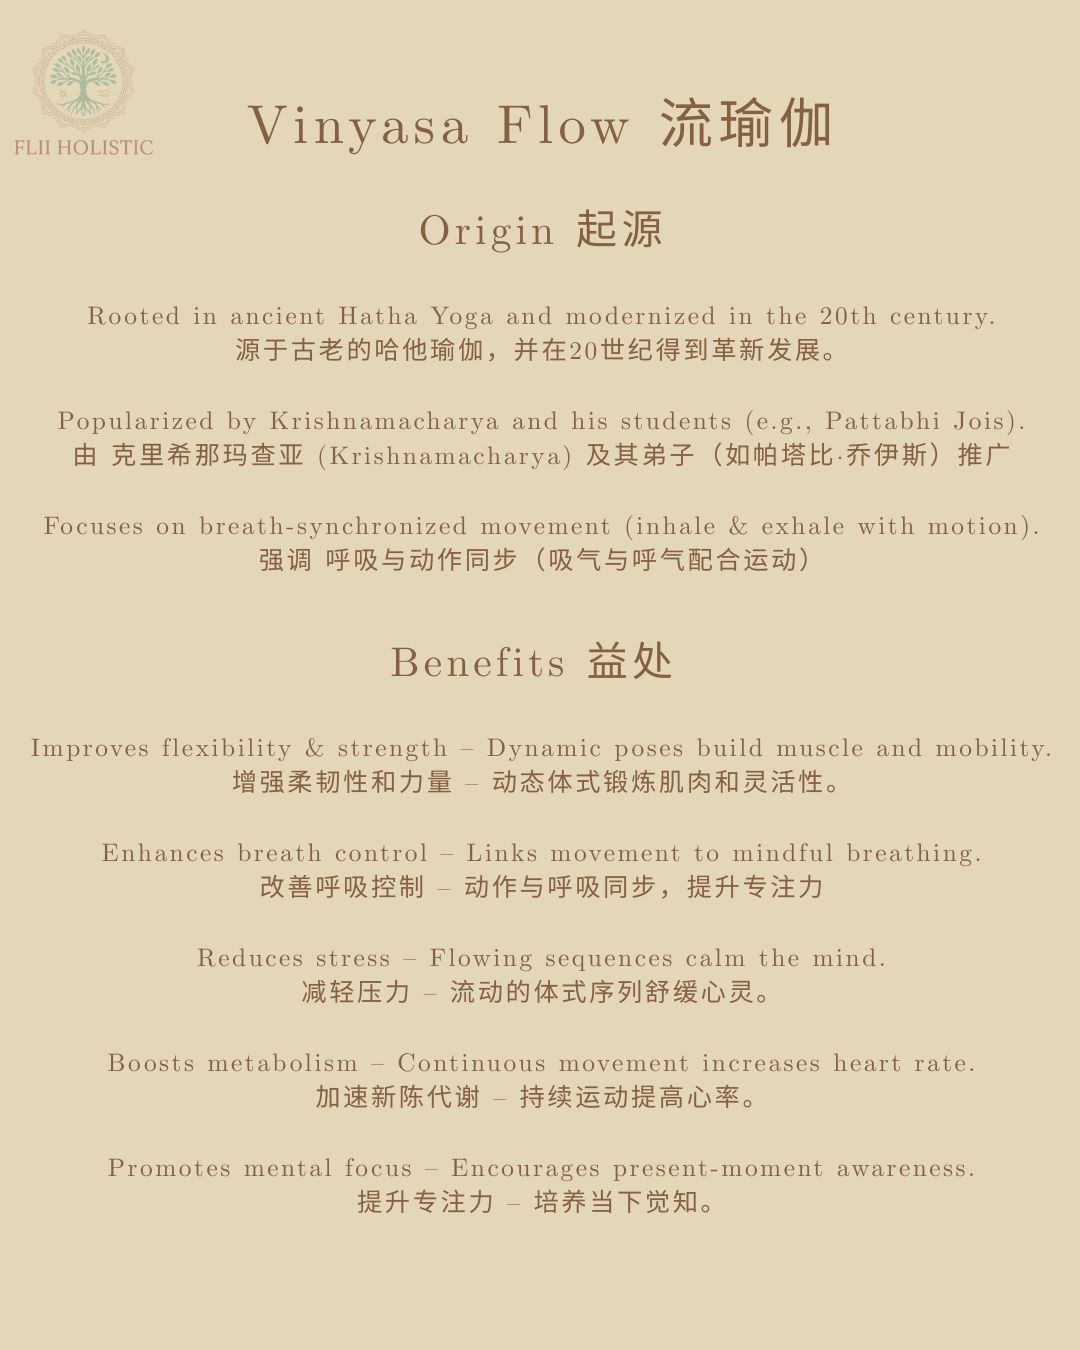 FLII HOLISTIC
Vinyasa Flow 流瑜伽
Origin 起源
Rooted in ancient Hatha Yoga and modernized in the 20th century.
源于古老的哈他瑜伽，并在20世纪得到革新发展。
Popularized by Krishnamacharya and his students (e.g., Pattabhi Jois).
由 克里希那玛查亚 (Krishnamacharya) 及其弟子（如帕塔比·乔伊斯）推广
Focuses on breath-synchronized movement (inhale & exhale with motion).
强调 呼吸与动作同步（吸气与呼气配合运动）
Benefits 益处
Improves flexibility & strength – Dynamic poses build muscle and mobility.
增强柔韧性和力量 – 动态体式锻炼肌肉和灵活性。
Enhances breath control – Links movement to mindful breathing.
改善呼吸控制 – 动作与呼吸同步，提升专注力
Reduces stress – Flowing sequences calm the mind.
减轻压力 – 流动的体式序列舒缓心灵。
Boosts metabolism – Continuous movement increases heart rate.
加速新陈代谢 – 持续运动提高心率。
Promotes mental focus – Encourages present-moment awareness.
提升专注力 – 培养当下觉知。